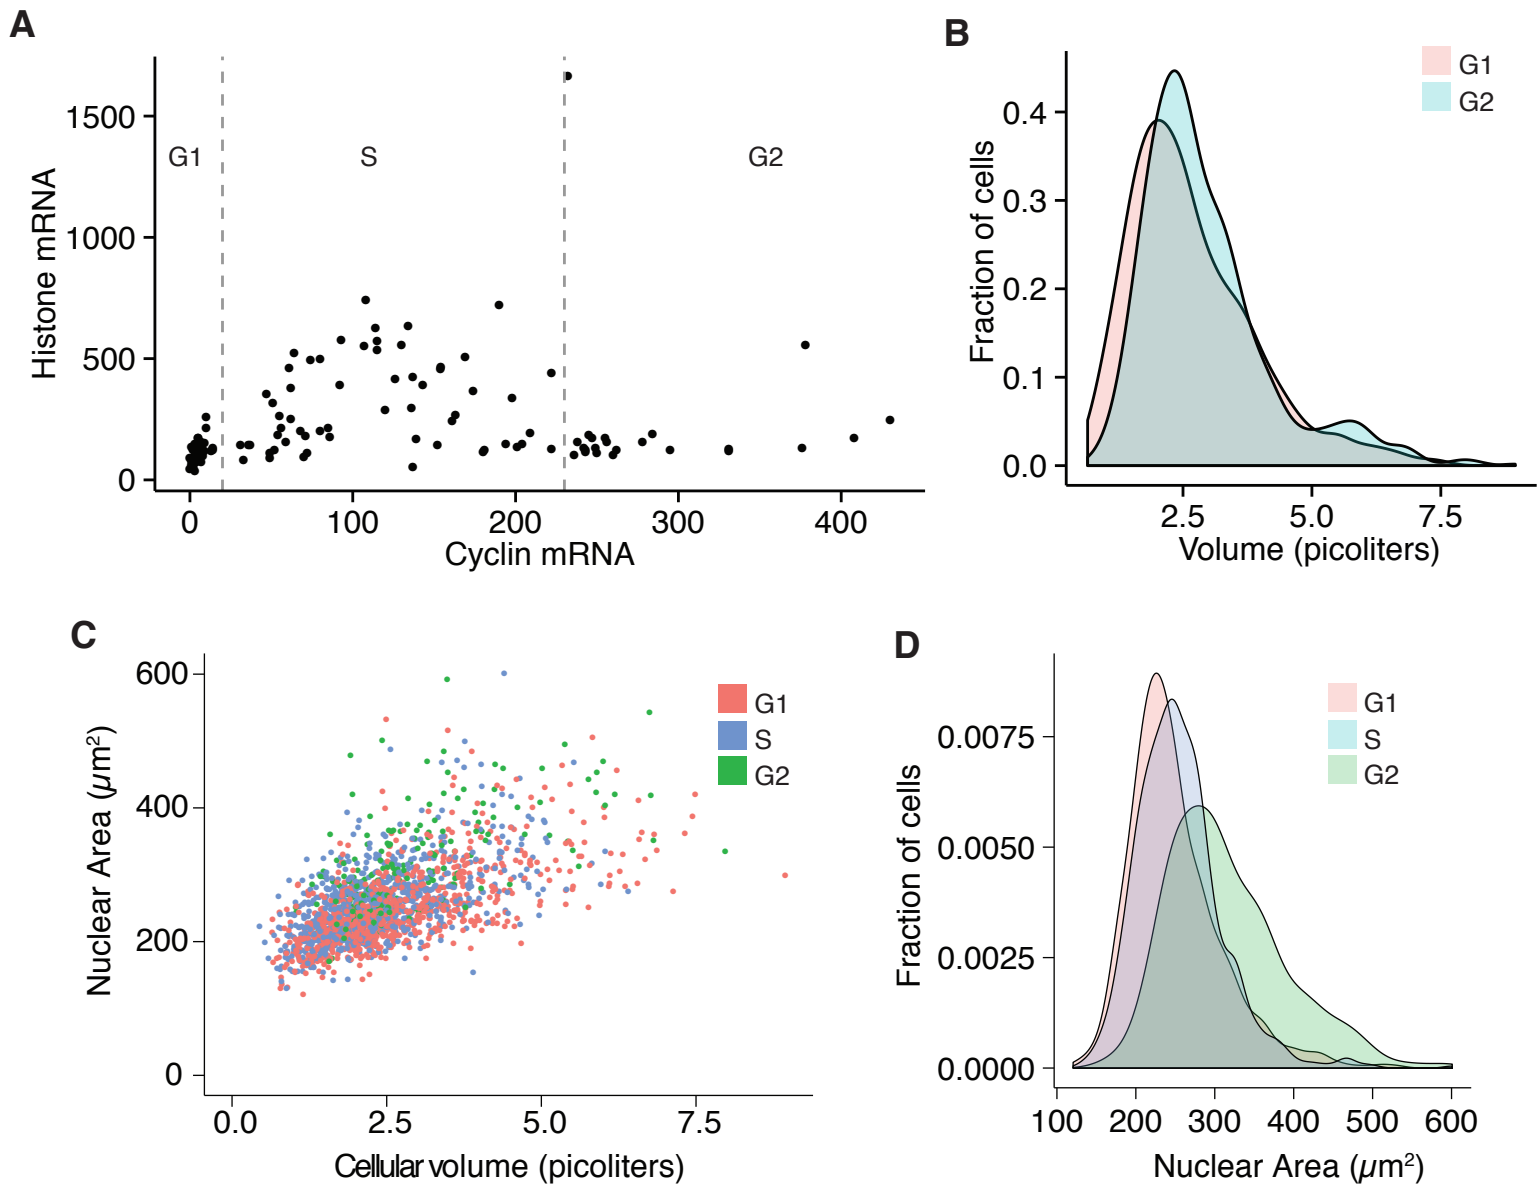 A
Histone mRNA
1500
1000
500
0
G1
S
G2
0
100
200
300
400
Cyclin mRNA
B
Fraction of cells
0.4
0.3
0.2
0.1
0.0
G1
G2
2.5
5.0
7.5
Volume (picoliters)
C
Nuclear Area (µm²)
600
400
200
0
G1
S
G2
0.0
2.5
5.0
7.5
Cellular volume (picoliters)
D
Fraction of cells
0.0075
0.0050
0.0025
0.0000
G1
S
G2
100
200
300
400
500
600
Nuclear Area (µm²)